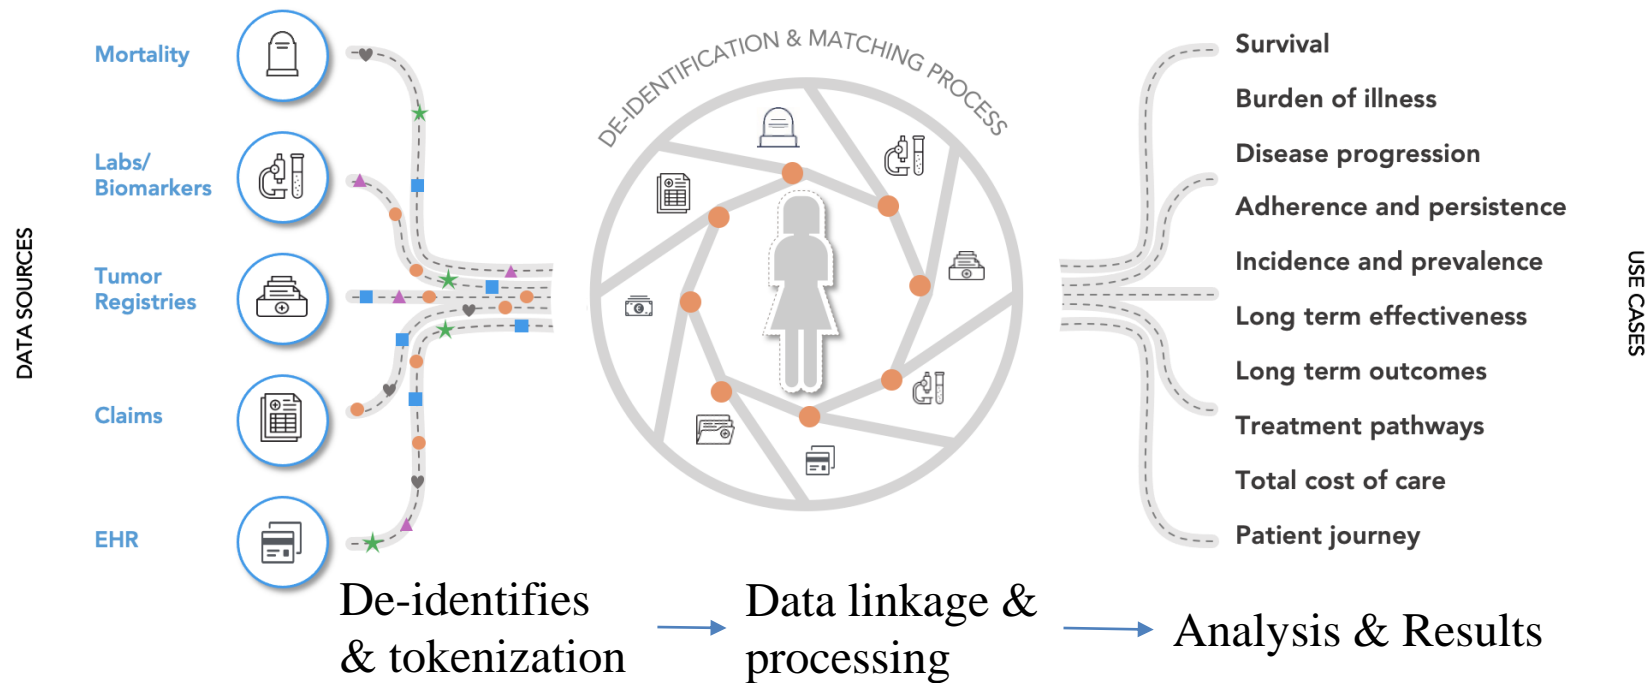 DATA SOURCES
Mortality
Labs/
Biomarkers
Tumor
Registries
Claims
EHR
DE-IDENTIFICATION & MATCHING PROCESS
Survival
Burden of illness
Disease progression
Adherence and persistence
Incidence and prevalence
Long term effectiveness
Long term outcomes
Treatment pathways
Total cost of care
Patient journey
USE CASES
De-identifies
& tokenization
Data linkage &
processing
Analysis & Results